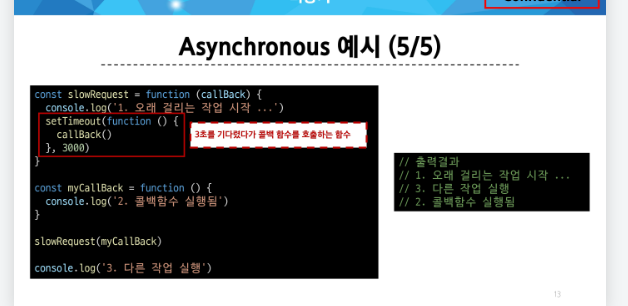 Asynchronous 예시 (5/5)
const slowRequest = function (callBack) {
console.log('1. 오래 걸리는 작업 시작 ...')
setTimeout(function () {
callBack()
}, 3000)
}
3초를 기다렸다가 콜백 함수를 호출하는 함수
const myCallBack = function () {
console.log('2. 콜백함수 실행됨')
}
slowRequest(myCallBack)
console.log('3. 다른 작업 실행')
// 출력결과
// 1. 오래 걸리는 작업 시작 ...
// 3. 다른 작업 실행
// 2. 콜백함수 실행됨
13